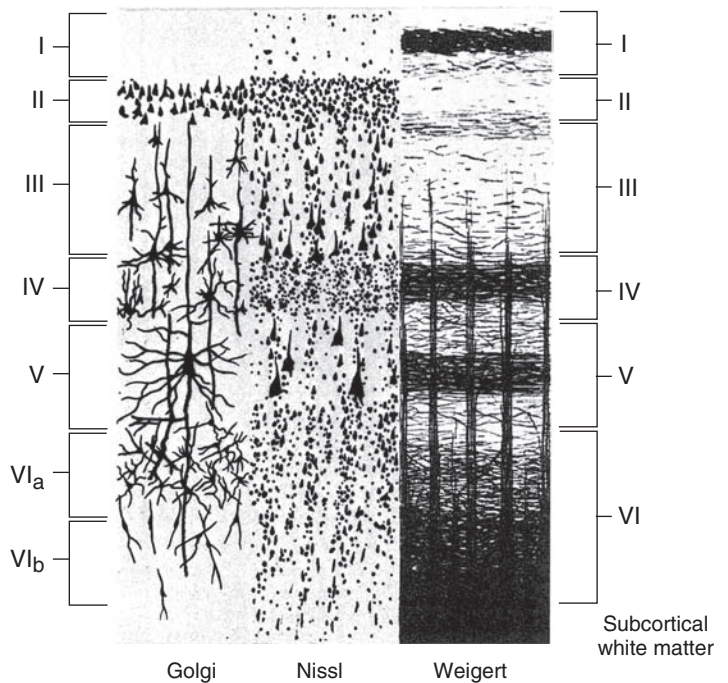 I
II
III
IV
V
VIa
VIb
I
II
III
IV
V
VI
Subcortical
white matter
Golgi
Nissl
Weigert